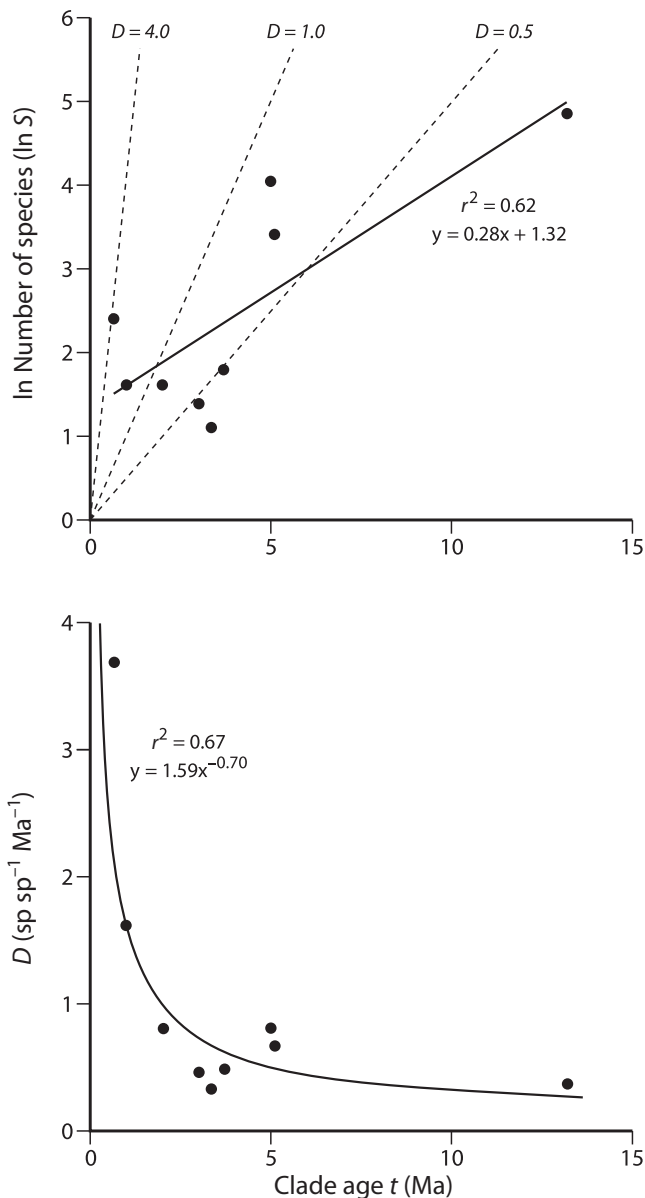 6
D = 4.0 D = 1.0 D = 0.5
5
4
r² = 0.62
y = 0.28x + 1.32
3
2
1
0
ln Number of species (ln S)
0 5 10 15
4
r² = 0.67
y = 1.59x⁻⁰·⁷⁰
3
2
1
0
D (sp sp⁻¹ Ma⁻¹)
0 5 10 15
Clade age t (Ma)